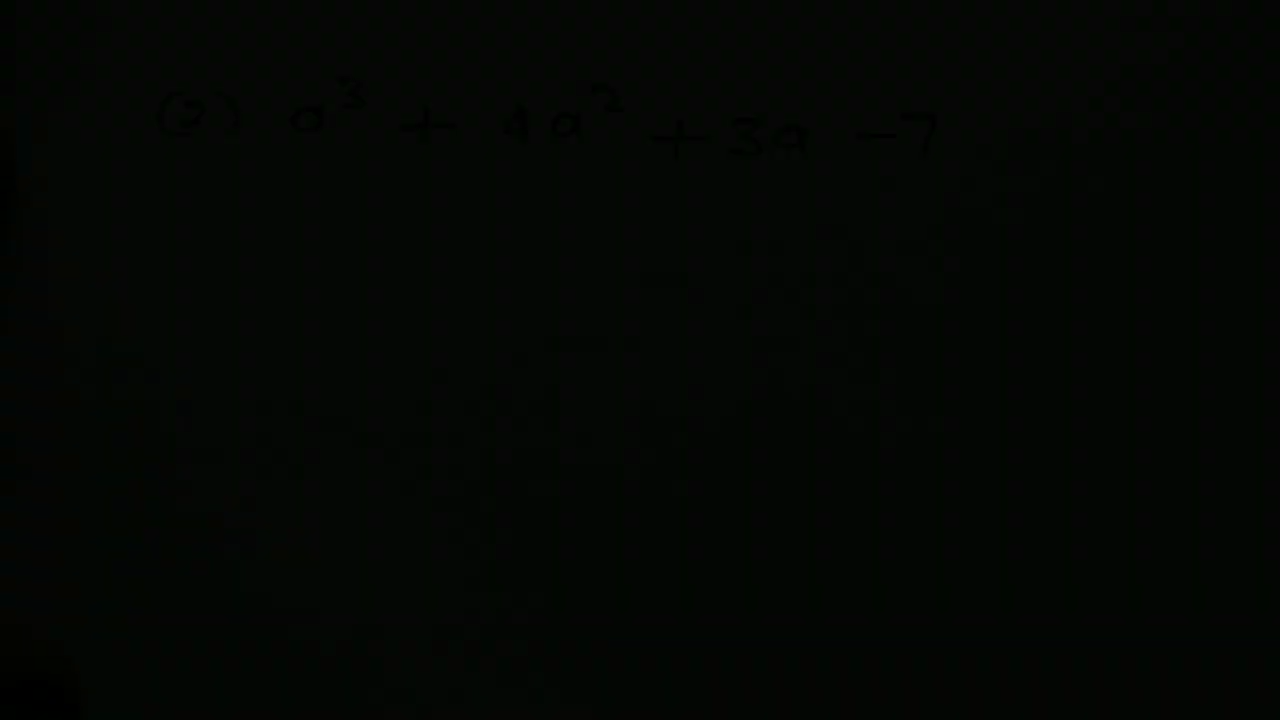 (2) a³ + 4a² + 3a - 7